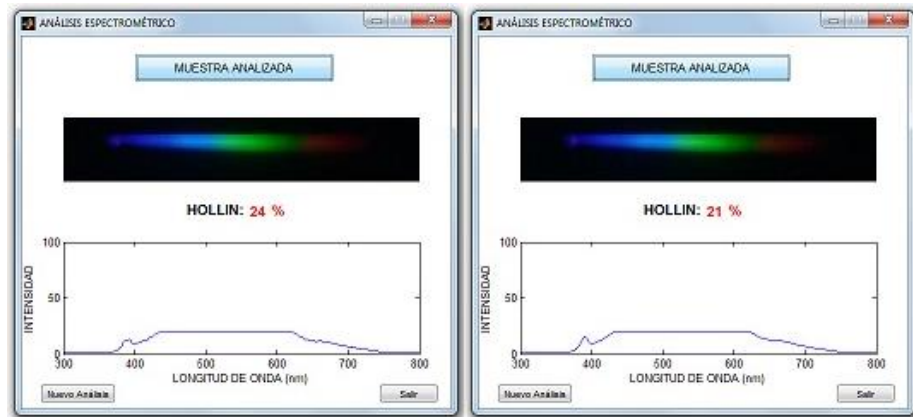 ANÁLISIS ESPECTROMÉTRICO
MUESTRA ANALIZADA
HOLLIN: 24 %
INTENSIDAD
100
50
0
300 400 500 600 700 800
LONGITUD DE ONDA (nm)
Nuevo Análisis
Salir
ANÁLISIS ESPECTROMÉTRICO
MUESTRA ANALIZADA
HOLLIN: 21 %
INTENSIDAD
100
50
0
300 400 500 600 700 800
LONGITUD DE ONDA (nm)
Nuevo Análisis
Salir